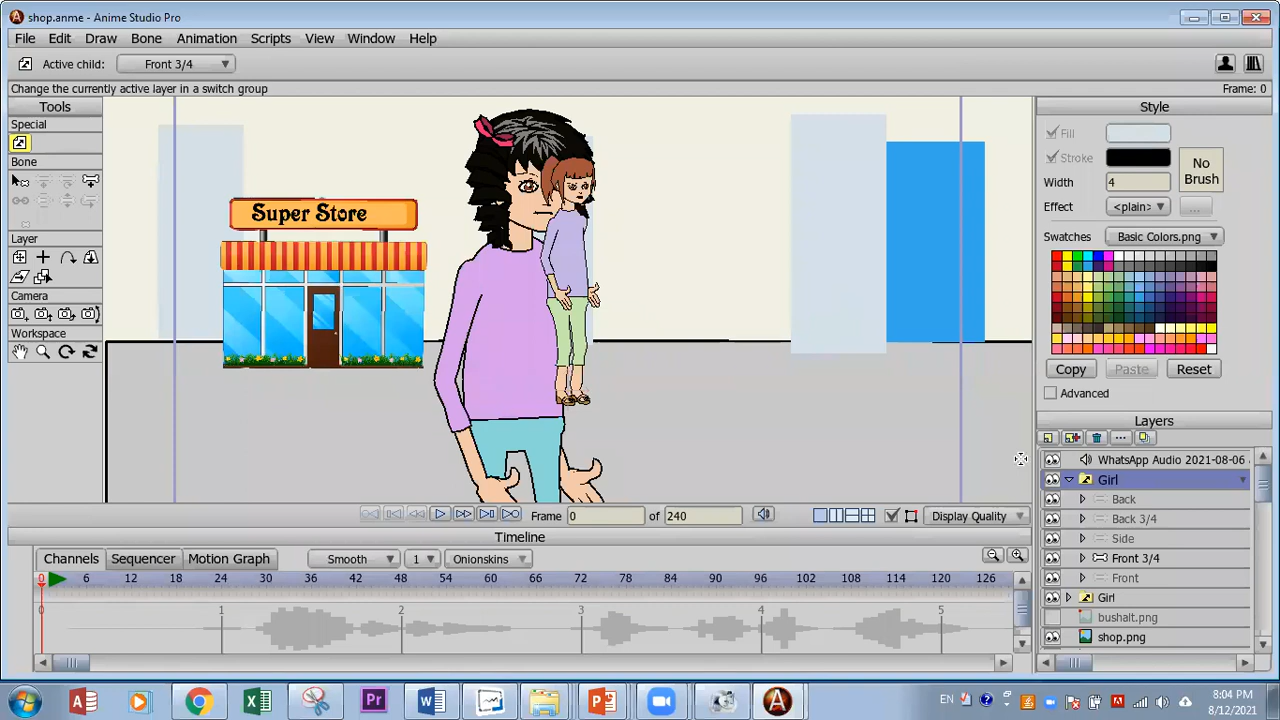 shop.anme - Anime Studio Pro
File Edit Draw Bone Animation Scripts View Window Help
Active child: Front 3/4
Change the currently active layer in a switch group Frame: 0
Tools
Special
Bone
Layer
Camera
Workspace
Super Store
Style
Fill
Stroke
No Brush
Width 4
Effect <plain> ...
Swatches Basic Colors.png
Copy Paste Reset
Advanced
Layers
WhatsApp Audio 2021-08-06
Girl
Back
Back 3/4
Side
Front 3/4
Front
Girl
bushalt.png
shop.png
Frame 0 of 240 Display Quality
Timeline
Channels Sequencer Motion Graph Smooth 1 Onionskins
0 6 12 18 24 30 36 42 48 54 60 66 72 78 84 90 96 102 108 114 120 126
0 1 2 3 4 5
EN 8:04 PM
8/12/2021